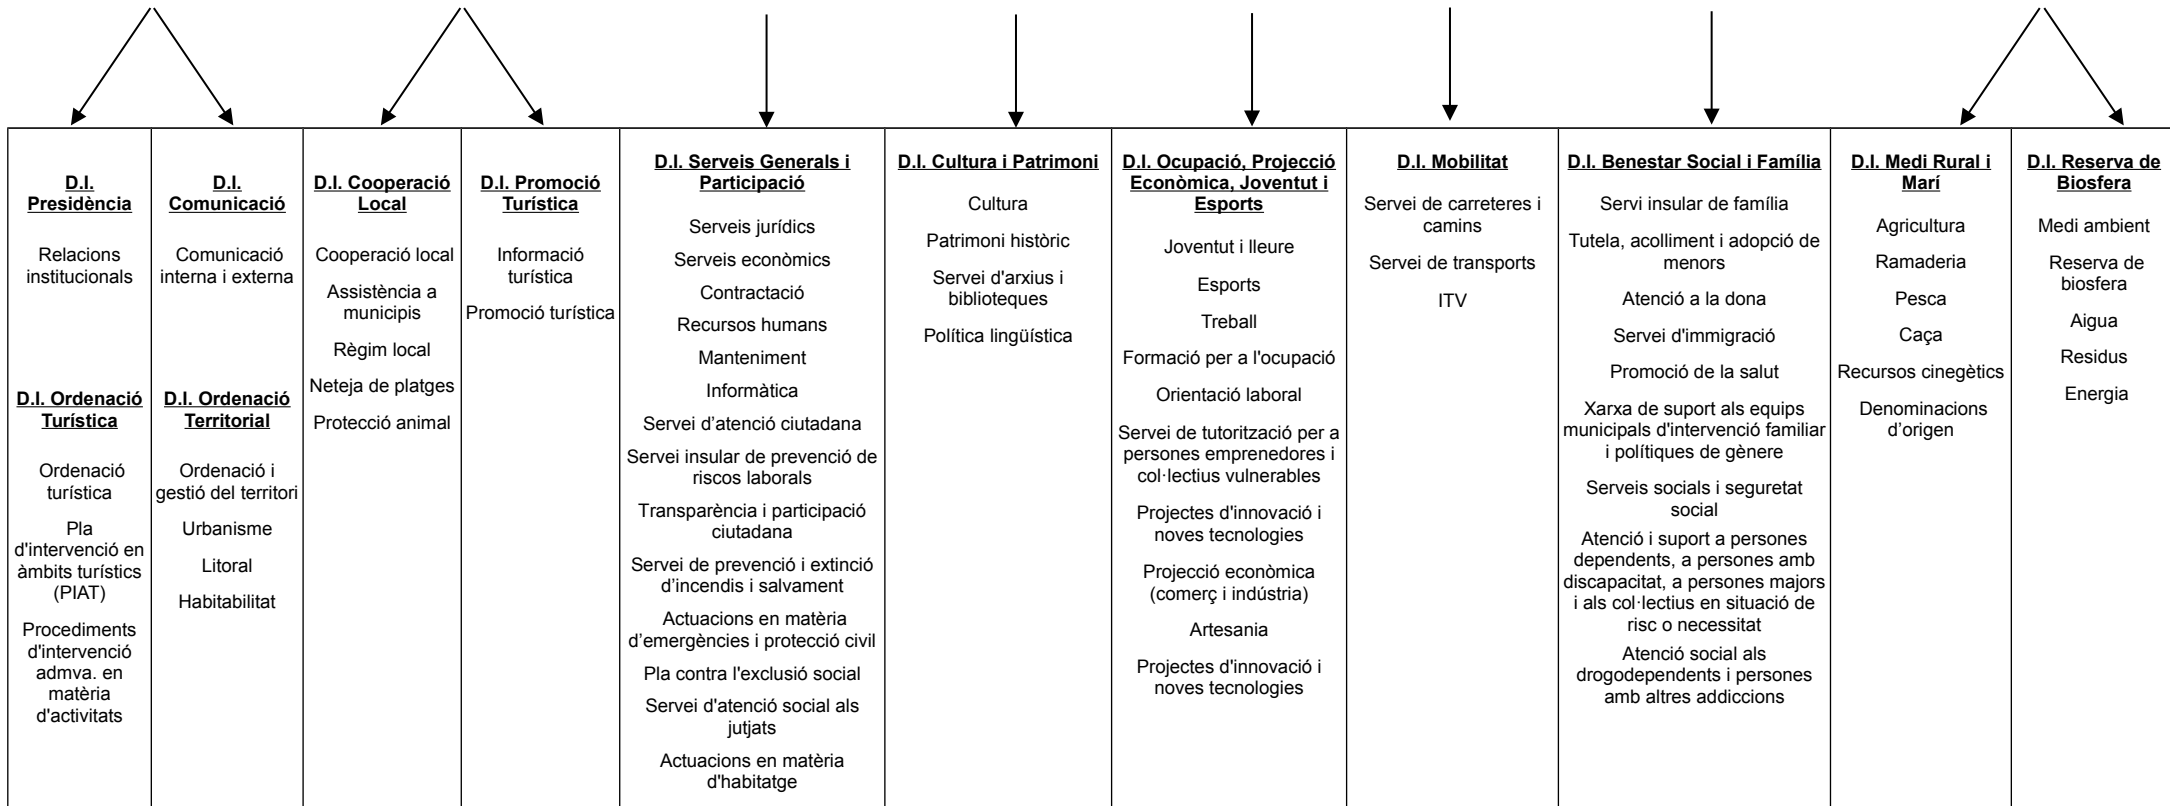 D.I.
Presidència
Relacions
institucionals
D.I. Ordenació
Turística
Ordenació
turística
Pla
d'intervenció en
àmbits turístics
(PIAT)
Procediments
d'intervenció
admva. en
matèria
d'activitats
D.I.
Comunicació
Comunicació
interna i externa
D.I. Ordenació
Territorial
Ordenació i
gestió del territori
Urbanisme
Litoral
Habitabilitat
D.I. Cooperació
Local
Cooperació local
Assistència a
municipis
Règim local
Neteja de platges
Protecció animal
D.I. Promoció
Turística
Informació
turística
Promoció turística
D.I. Serveis Generals i
Participació
Serveis jurídics
Serveis econòmics
Contractació
Recursos humans
Manteniment
Informàtica
Servei d’atenció ciutadana
Servei insular de prevenció de
riscos laborals
Transparència i participació
ciutadana
Servei de prevenció i extinció
d’incendis i salvament
Actuacions en matèria
d’emergències i protecció civil
Pla contra l'exclusió social
Servei d'atenció social als
jutjats
Actuacions en matèria
d'habitatge
D.I. Cultura i Patrimoni
Cultura
Patrimoni històric
Servei d'arxius i
biblioteques
Política lingüística
D.I. Ocupació, Projecció
Econòmica, Joventut i
Esports
Joventut i lleure
Esports
Treball
Formació per a l'ocupació
Orientació laboral
Servei de tutorització per a
persones emprenedores i
col·lectius vulnerables
Projectes d'innovació i
noves tecnologies
Projecció econòmica
(comerç i indústria)
Artesania
Projectes d'innovació i
noves tecnologies
D.I. Mobilitat
Servei de carreteres i
camins
Servei de transports
ITV
D.I. Benestar Social i Família
Servi insular de família
Tutela, acolliment i adopció de
menors
Atenció a la dona
Servei d'immigració
Promoció de la salut
Xarxa de suport als equips
municipals d'intervenció familiar
i polítiques de gènere
Serveis socials i seguretat
social
Atenció i suport a persones
dependents, a persones amb
discapacitat, a persones majors
i als col·lectius en situació de
risc o necessitat
Atenció social als
drogodependents i persones
amb altres addiccions
D.I. Medi Rural i
Marí
Agricultura
Ramaderia
Pesca
Caça
Recursos cinegètics
Denominacions
d’origen
D.I. Reserva de
Biosfera
Medi ambient
Reserva de
biosfera
Aigua
Residus
Energia